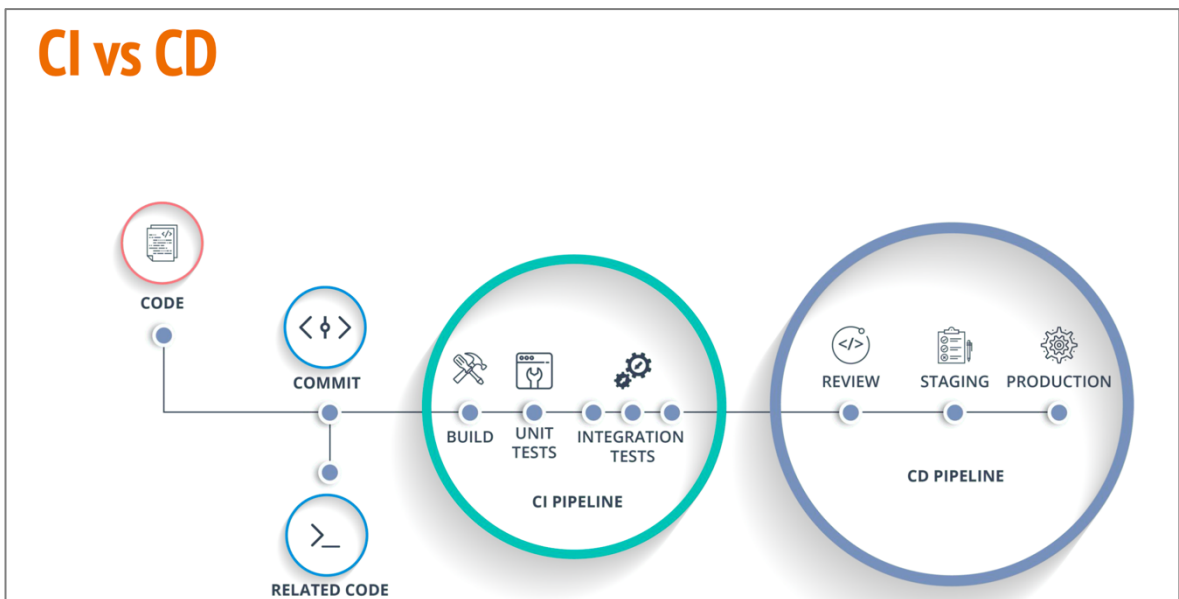 CI vs CD
</>
CODE
COMMIT
>_
RELATED CODE
BUILD
UNIT
TESTS
INTEGRATION
TESTS
CI PIPELINE
</>
REVIEW
STAGING
PRODUCTION
CD PIPELINE